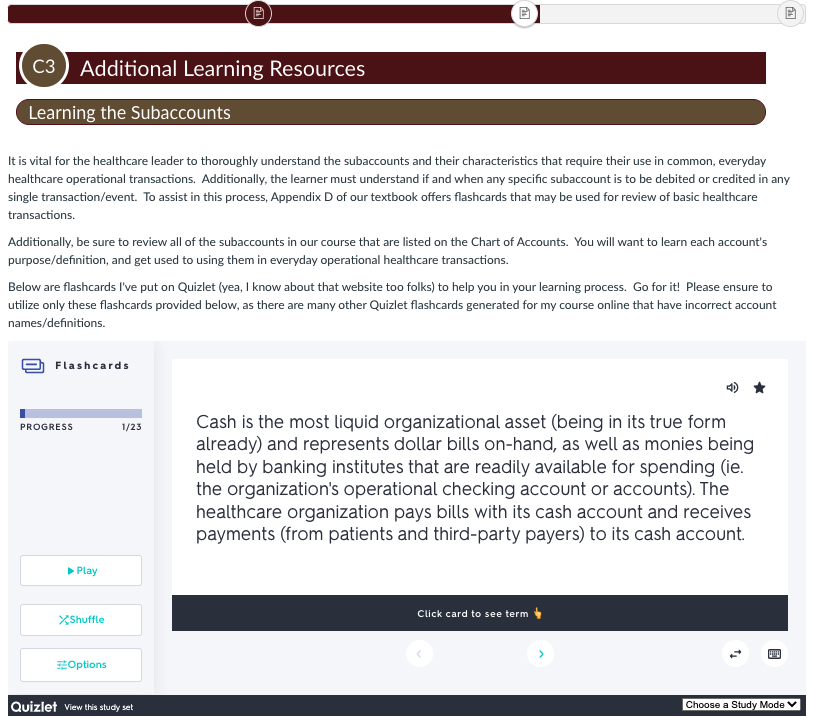 C3 Additional Learning Resources
Learning the Subaccounts
It is vital for the healthcare leader to thoroughly understand the subaccounts and their characteristics that require their use in common, everyday
healthcare operational transactions.  Additionally, the learner must understand if and when any specific subaccount is to be debited or credited in any
single transaction/event.  To assist in this process, Appendix D of our textbook offers flashcards that may be used for review of basic healthcare
transactions.
Additionally, be sure to review all of the subaccounts in our course that are listed on the Chart of Accounts.  You will want to learn each account's
purpose/definition, and get used to using them in everyday operational healthcare transactions.
Below are flashcards I've put on Quizlet (yea, I know about that website too folks) to help you in your learning process.  Go for it!  Please ensure to
utilize only these flashcards provided below, as there are many other Quizlet flashcards generated for my course online that have incorrect account
names/definitions.
Flashcards
PROGRESS 1/23
Cash is the most liquid organizational asset (being in its true form
already) and represents dollar bills on-hand, as well as monies being
held by banking institutes that are readily available for spending (ie.
the organization's operational checking account or accounts). The
healthcare organization pays bills with its cash account and receives
payments (from patients and third-party payers) to its cash account.
Play
Shuffle
Options
Click card to see term 👆
Quizlet View this study set
Choose a Study Mode